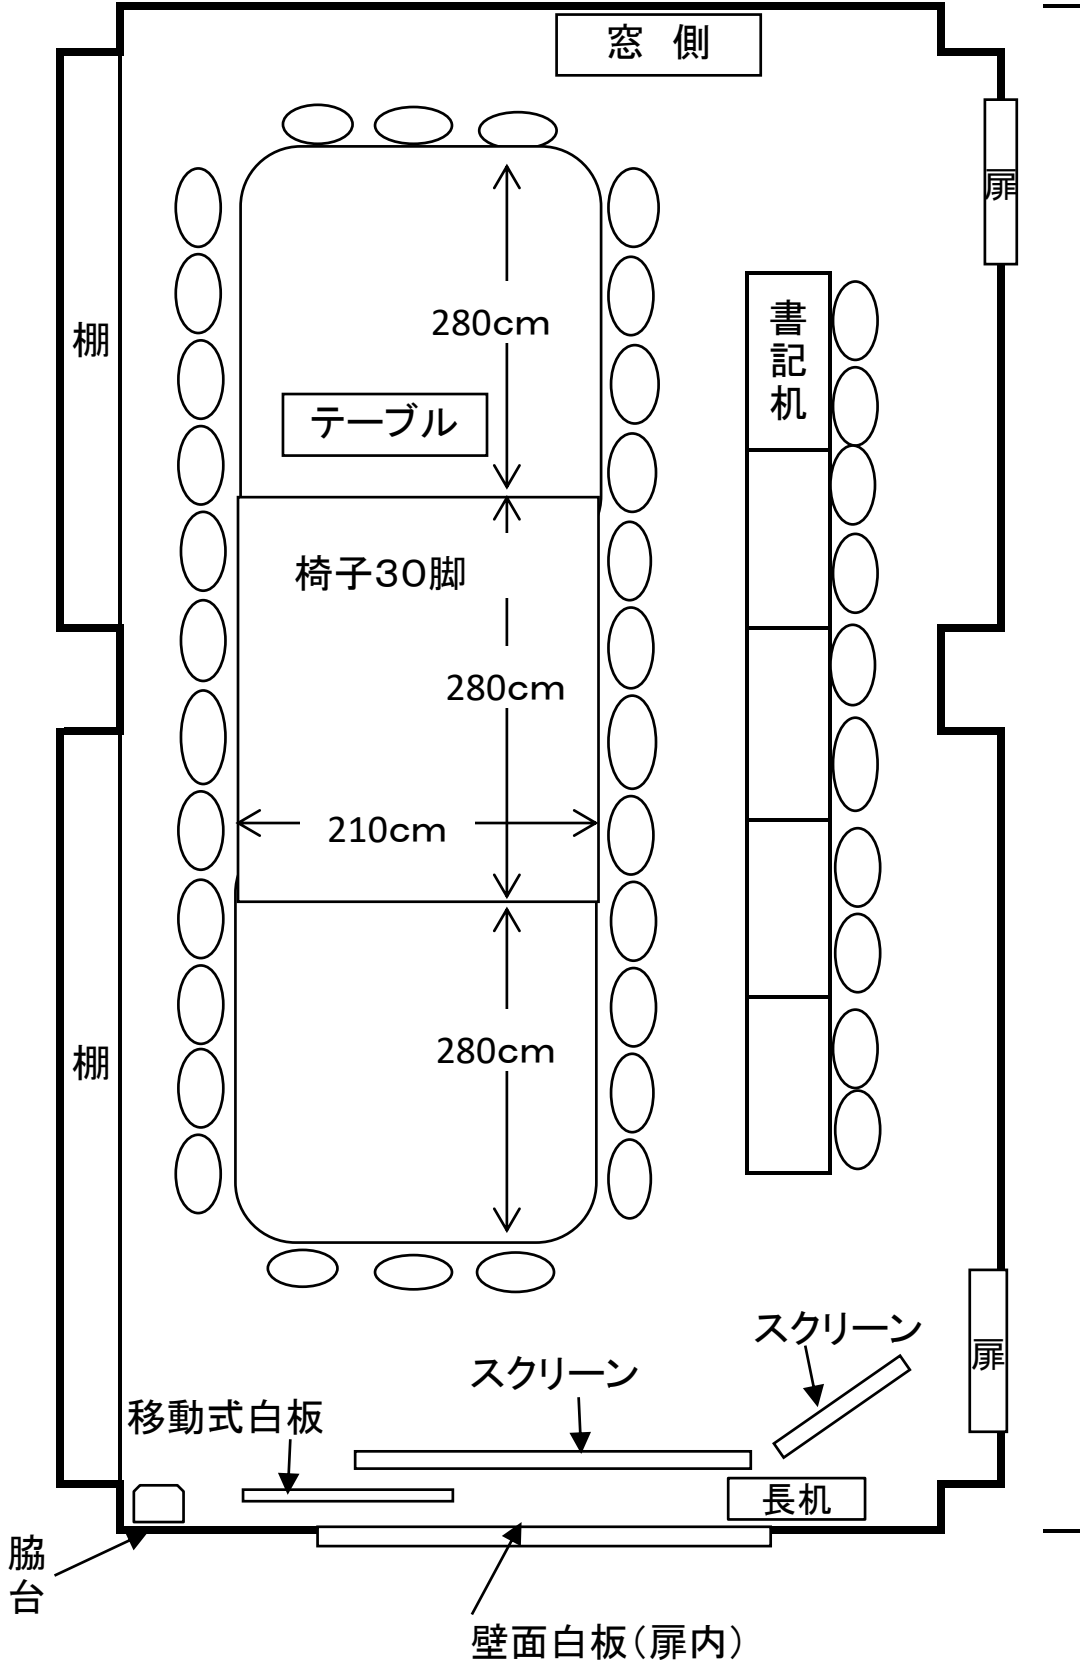 窓　側
扉
棚
280cm
書記机
テーブル
椅子30脚
280cm
210cm
棚
280cm
スクリーン
扉
スクリーン
移動式白板
長机
脇台
壁面白板（扉内）